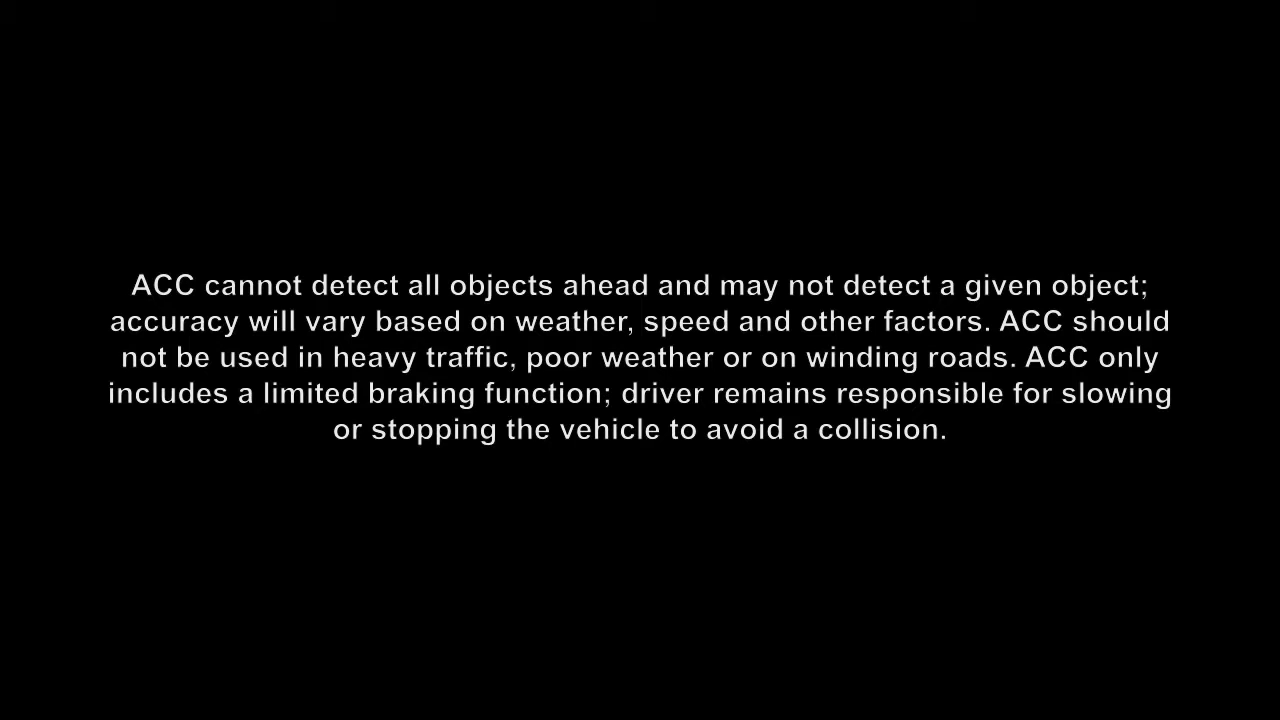 ACC cannot detect all objects ahead and may not detect a given object;
accuracy will vary based on weather, speed and other factors. ACC should
not be used in heavy traffic, poor weather or on winding roads. ACC only
includes a limited braking function; driver remains responsible for slowing
or stopping the vehicle to avoid a collision.